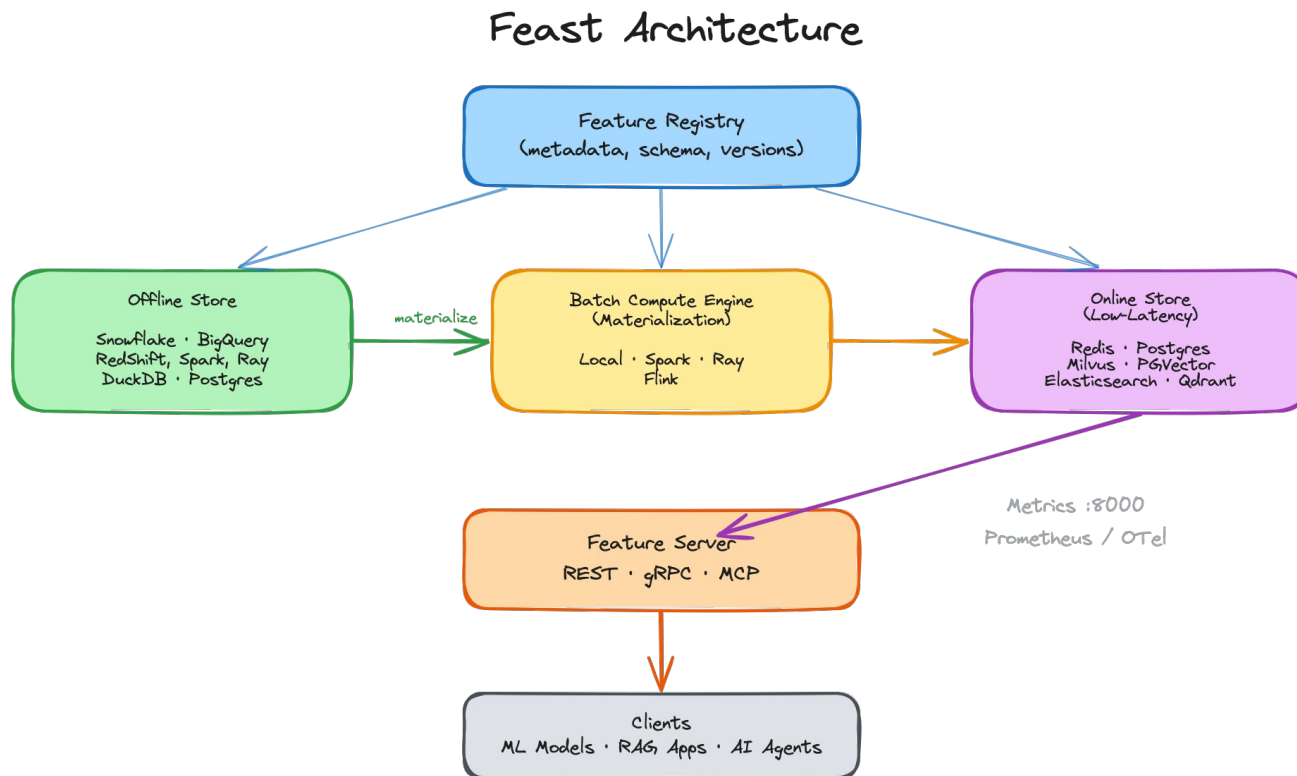 Feast Architecture
Feature Registry
(metadata, schema, versions)
Offline Store
Snowflake · BigQuery
RedShift, Spark, Ray
DuckDB · Postgres
materialize
Batch Compute Engine
(Materialization)
Local · Spark · Ray
Flink
Online Store
(Low-Latency)
Redis · Postgres
Milvus · PGVector
Elasticsearch · Qdrant
Metrics :8000
Prometheus / OTel
Feature Server
REST · gRPC · MCP
Clients
ML Models · RAG Apps · AI Agents